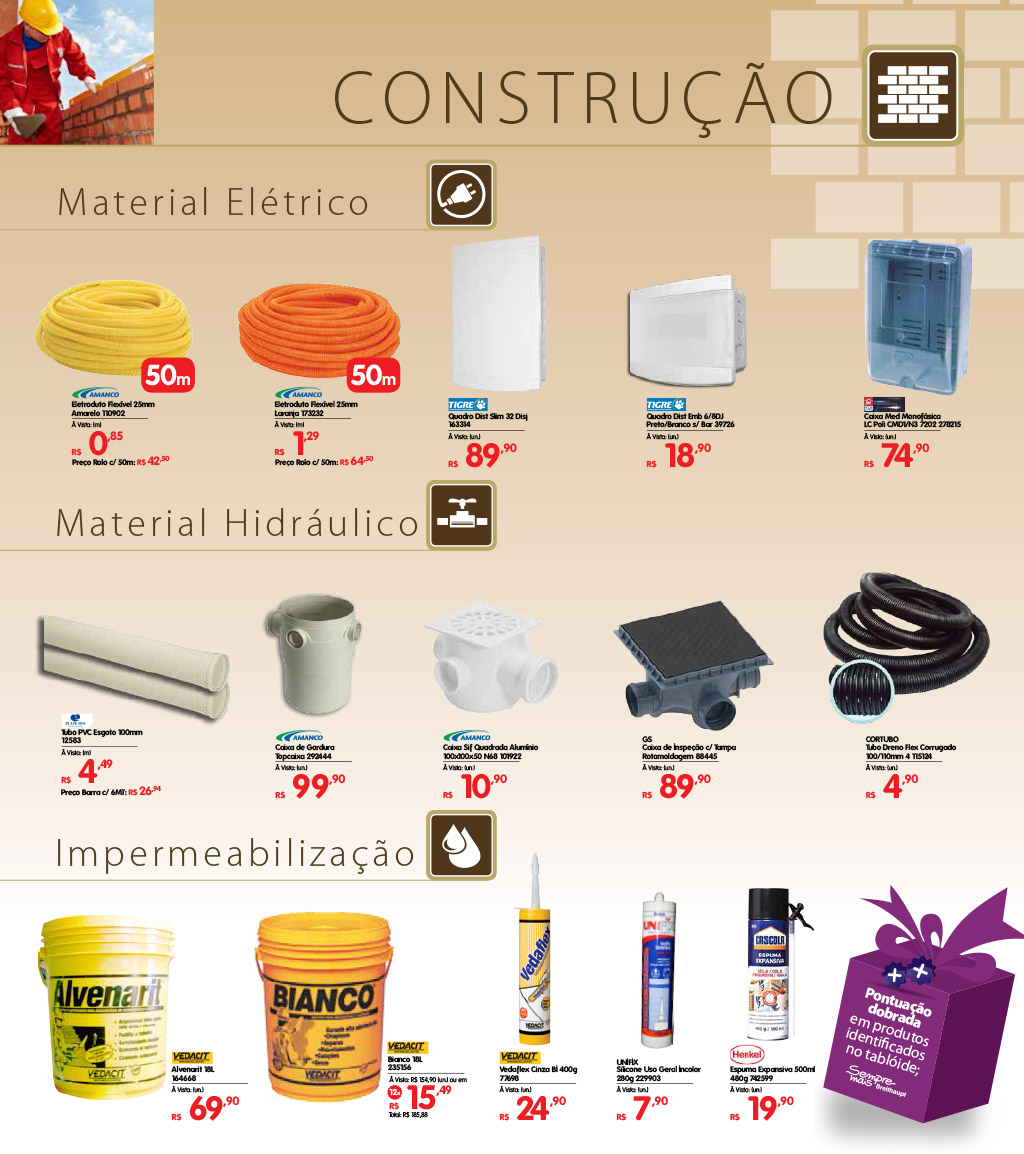 CONSTRUÇÃO
Material Elétrico
50m
AMANCO
Eletroduto Flexível 25mm
Amarelo 110902
À Vista: (m)
R$ 0,85
Preço Rolo c/ 50m: R$ 42,50
50m
AMANCO
Eletroduto Flexível 25mm
Laranja 173232
À Vista: (m)
R$ 1,29
Preço Rolo c/ 50m: R$ 64,50
TIGRE
Quadro Dist Slim 32 Disj
163314
À Vista: (un.)
R$ 89,90
TIGRE
Quadro Dist Emb 6/8DJ
Preto/Branco s/ Bar 39726
À Vista: (un.)
R$ 18,90
Caixa Med Monofásica
LC Poli CMD1/N3 7202 278215
À Vista: (un.)
R$ 74,90
Material Hidráulico
Tubo PVC Esgoto 100mm
12583
À Vista: (m)
R$ 4,49
Preço Barra c/ 6MT: R$ 26,94
AMANCO
Caixa de Gordura
Topcaixa 292444
À Vista: (un.)
R$ 99,90
AMANCO
Caixa Sif Quadrada Alumínio
100x100x50 N68 101922
À Vista: (un.)
R$ 10,90
GS
Caixa de Inspeção c/ Tampa
Rotomoldagem 88445
À Vista: (un.)
R$ 89,90
CORTUBO
Tubo Dreno Flex Corrugado
100/110mm 4 115124
À Vista: (un.)
R$ 4,90
Impermeabilização
Alvenarit
VEDACIT
VEDACIT
Alvenarit 18L
164668
À Vista: (un.)
R$ 69,90
BIANCO
VEDACIT
VEDACIT
Bianco 18L
235156
À Vista: R$ 154,90 (un.) ou em
12x R$ 15,49
Total: R$ 185,88
Vedaflex
VEDACIT
VEDACIT
Vedaflex Cinza Bi 400g
77698
À Vista: (un.)
R$ 24,90
UNIFIX
UNIFIX
Silicone Uso Geral Incolor
280g 229903
À Vista: (un.)
R$ 7,90
CASCOLA
ESPUMA
EXPANSIVA
Henkel
Espuma Expansiva 500ml
480g 742599
À Vista: (un.)
R$ 19,90
Pontuação
dobrada
em produtos
identificados
no tablóide;
Sempre
mais Breithaupt